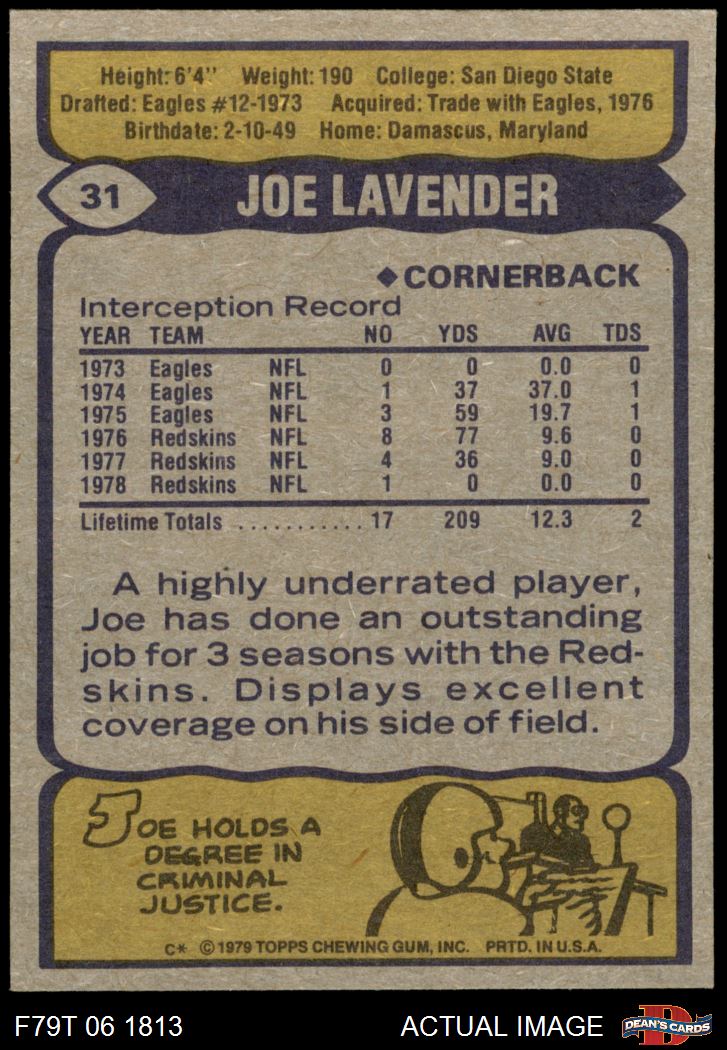 Height: 6'4" Weight: 190 College: San Diego State
Drafted: Eagles #12-1973 Acquired: Trade with Eagles, 1976
Birthdate: 2-10-49 Home: Damascus, Maryland
31 JOE LAVENDER
◆CORNERBACK
Interception Record
YEAR TEAM NO YDS AVG TDS
1973 Eagles NFL 0 0 0.0 0
1974 Eagles NFL 1 37 37.0 1
1975 Eagles NFL 3 59 19.7 1
1976 Redskins NFL 8 77 9.6 0
1977 Redskins NFL 4 36 9.0 0
1978 Redskins NFL 1 0 0.0 0
Lifetime Totals ........... 17 209 12.3 2
A highly underrated player,
Joe has done an outstanding
job for 3 seasons with the Red-
skins. Displays excellent
coverage on his side of field.
JOE HOLDS A
DEGREE IN
CRIMINAL
JUSTICE.
C* ©1979 TOPPS CHEWING GUM, INC. PRTD. IN U.S.A.
F79T 06 1813 ACTUAL IMAGE D DEAN'S CARDS